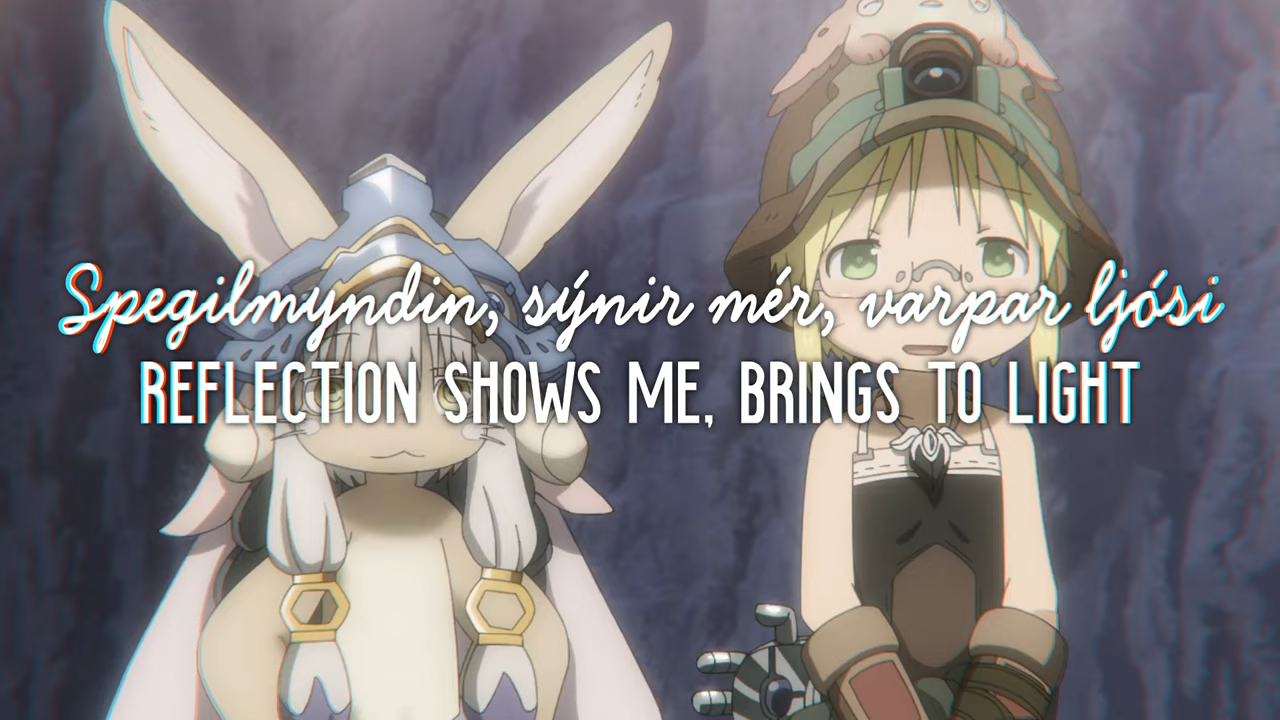 Spegilmyndin, sýnir mér, varpar ljósi
REFLECTION SHOWS ME, BRINGS TO LIGHT